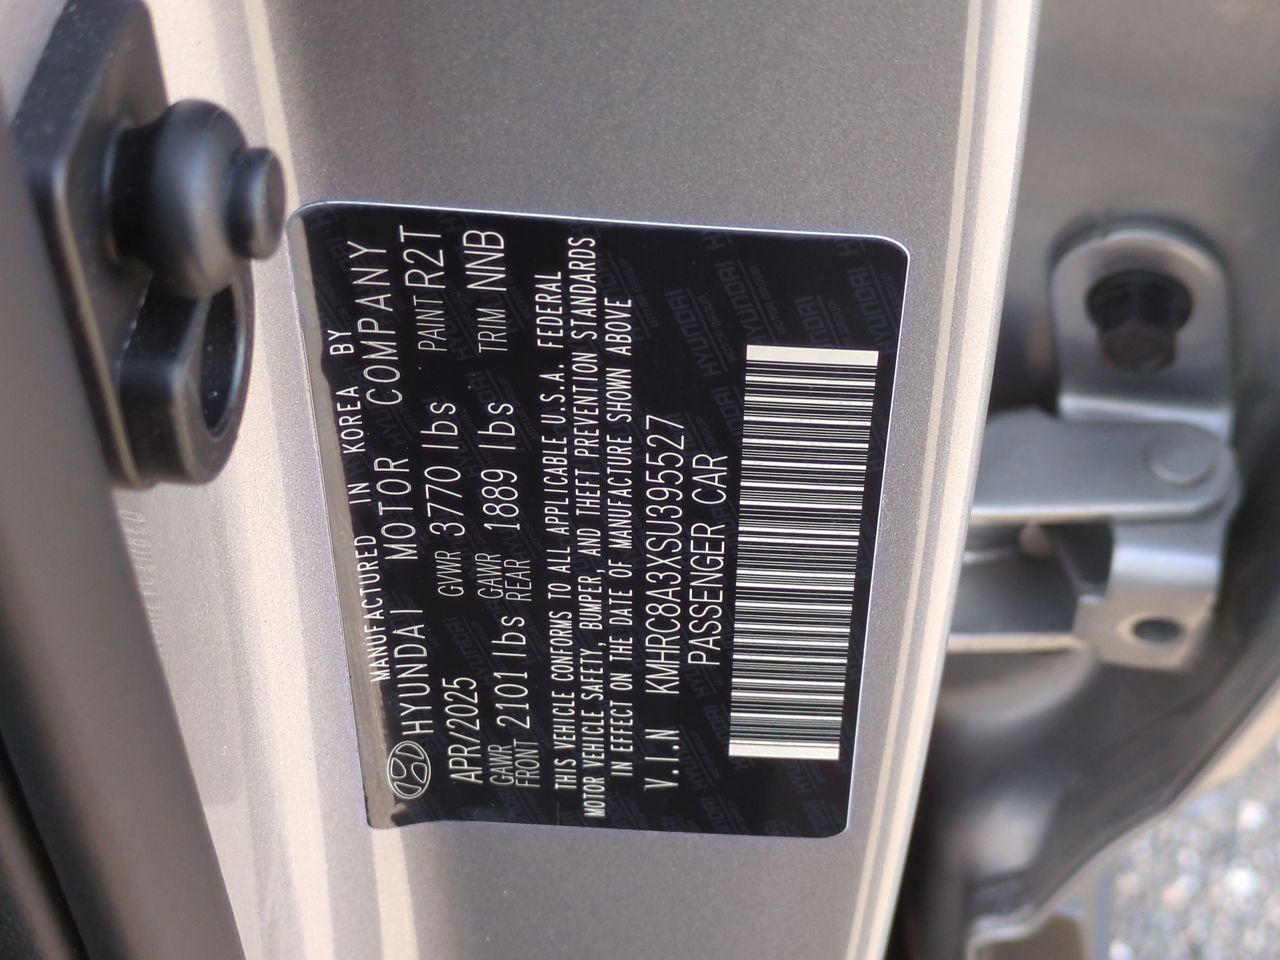 MANUFACTURED IN KOREA BY
HYUNDAI MOTOR COMPANY
APR/2025 GVWR 3770 lbs PAINT R2T
GAWR FRONT 2101 lbs GAWR REAR 1889 lbs TRIM NNB
THIS VEHICLE CONFORMS TO ALL APPLICABLE U.S.A. FEDERAL
MOTOR VEHICLE SAFETY, BUMPER, AND THEFT PREVENTION STANDARDS
IN EFFECT ON THE DATE OF MANUFACTURE SHOWN ABOVE
V.I.N KMHRC8A3XSU395527
PASSENGER CAR